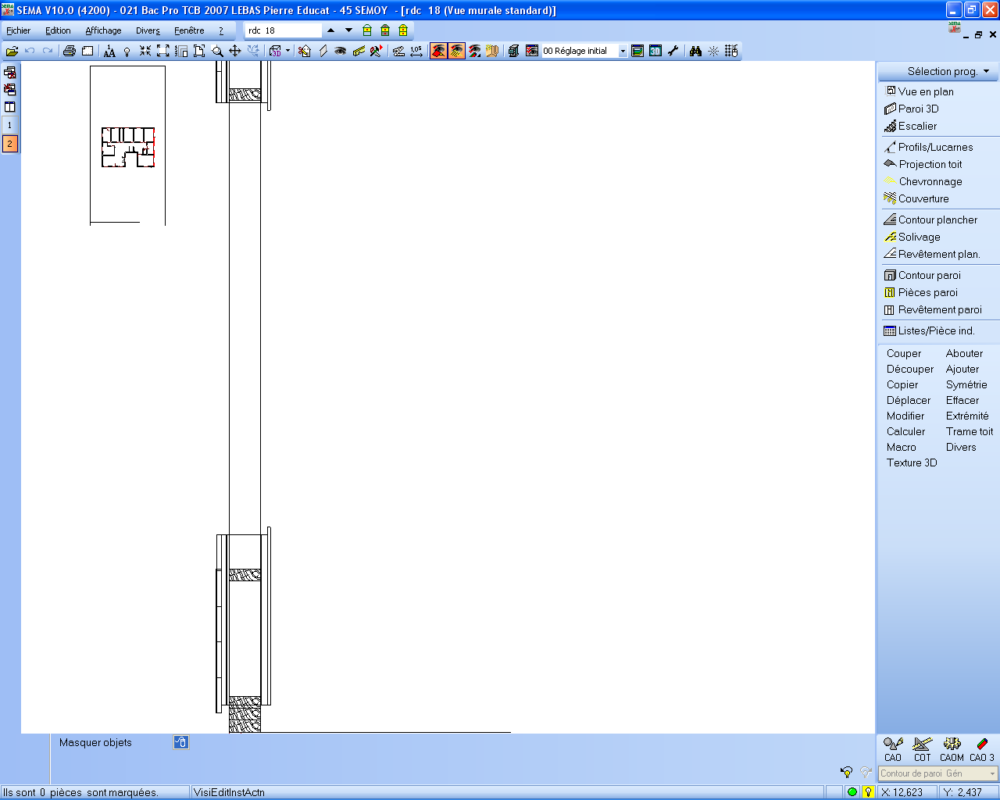 SEMA V10.0 (4200) - 021 Bac Pro TCB 2007 LEBAS Pierre Educat - 45 SEMOY - [rdc 18 (Vue murale standard)]
Fichier Edition Affichage Divers Fenêtre ? rdc 18
3D 1,05 00 Réglage initial 3D
1
2
Sélection prog.
Vue en plan
Paroi 3D
Escalier
Profils/Lucarnes
Projection toit
Chevronnage
Couverture
Contour plancher
Solivage
Revêtement plan.
Contour paroi
Pièces paroi
Revêtement paroi
Listes/Pièce ind.
Couper Abouter
Découper Ajouter
Copier Symétrie
Déplacer Effacer
Modifier Extrémité
Calculer Trame toit
Macro Divers
Texture 3D
Masquer objets
CAO COT CAOM CAO 3
Contour de paroi Gén
Ils sont 0 pièces sont marquées. VisiEditInstActn X: 12,623 Y: 2,437